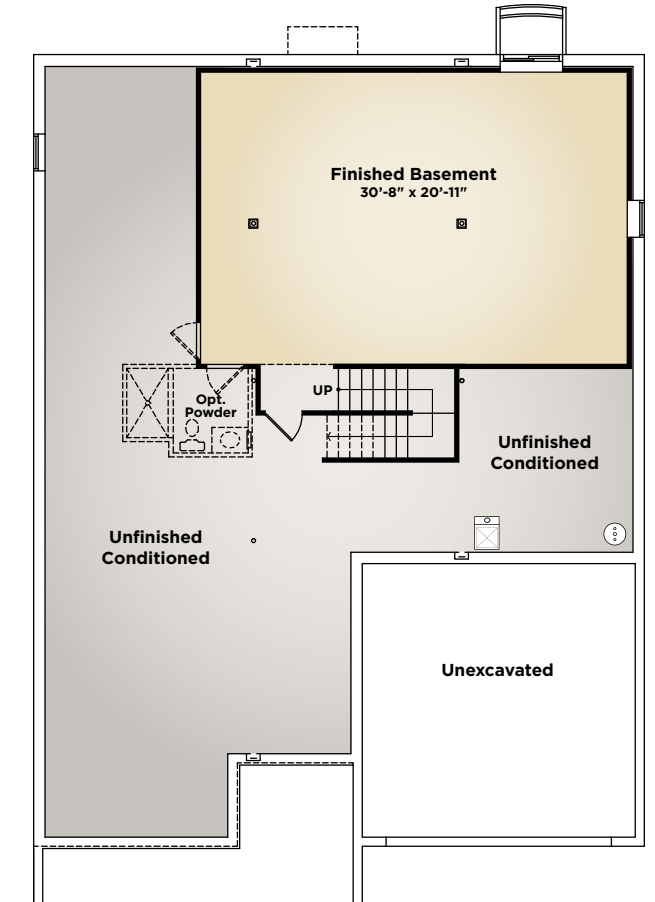 Finished Basement
30'-8" x 20'-11"
UP
Opt.
Powder
Unfinished
Conditioned
Unfinished
Conditioned
Unexcavated